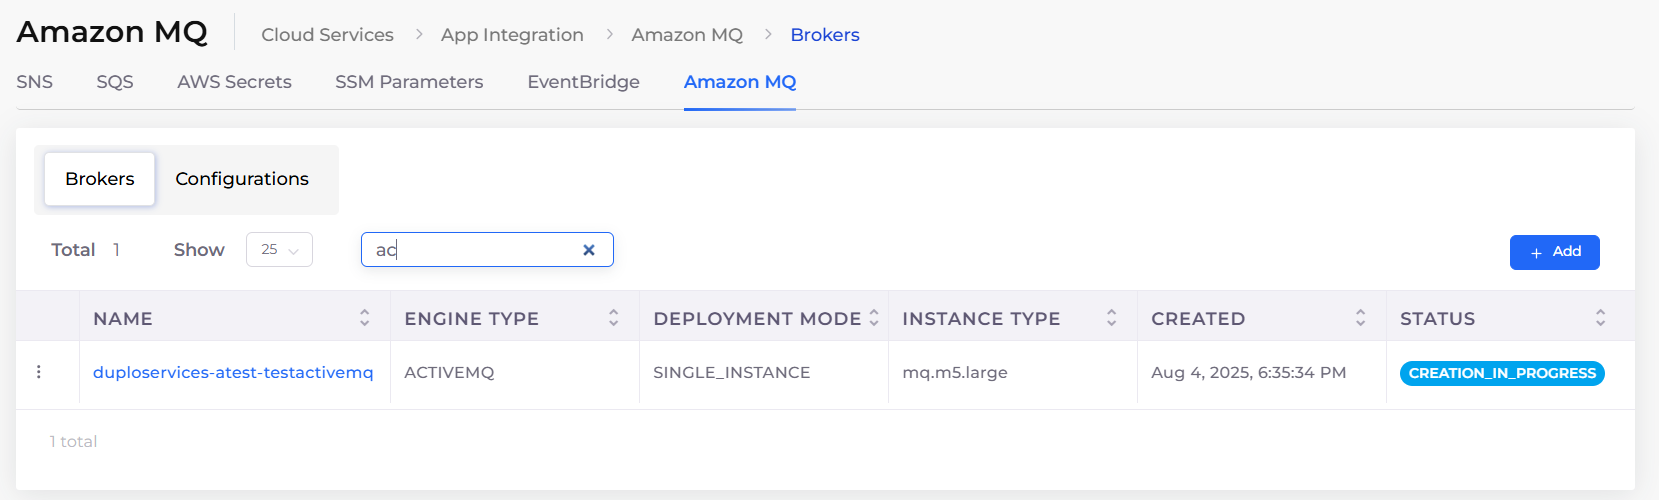 Amazon MQ Cloud Services > App Integration > Amazon MQ > Brokers
SNS SQS AWS Secrets SSM Parameters EventBridge Amazon MQ
Brokers Configurations
Total 1 Show 25 ac + Add
NAME ENGINE TYPE DEPLOYMENT MODE INSTANCE TYPE CREATED STATUS
duploservices-atest-testactivemq ACTIVEMQ SINGLE_INSTANCE mq.m5.large Aug 4, 2025, 6:35:34 PM CREATION_IN_PROGRESS
1 total